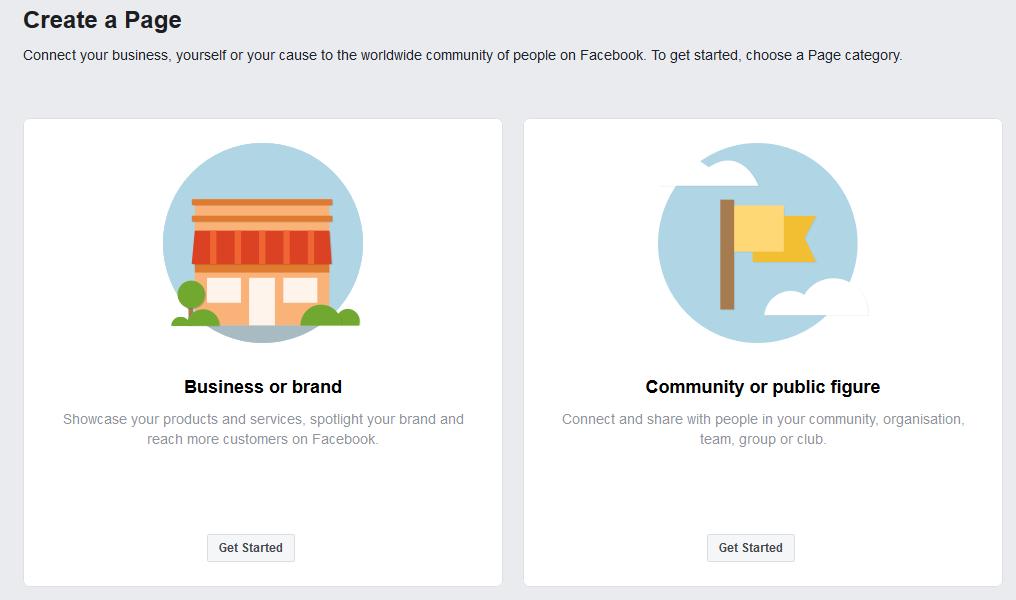 Create a Page
Connect your business, yourself or your cause to the worldwide community of people on Facebook. To get started, choose a Page category.
Business or brand
Showcase your products and services, spotlight your brand and
reach more customers on Facebook.
Get Started
Community or public figure
Connect and share with people in your community, organisation,
team, group or club.
Get Started